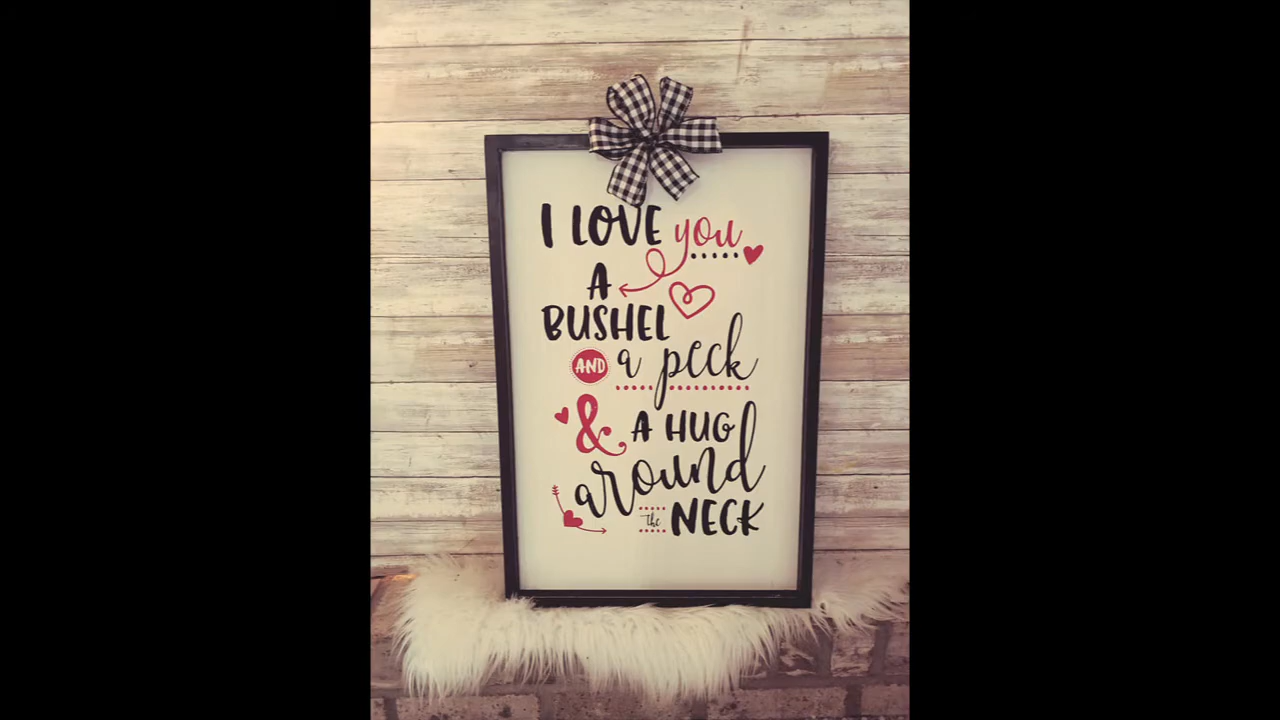 I LOVE you
A
BUSHEL
AND a peck
& A HUG
around
the NECK